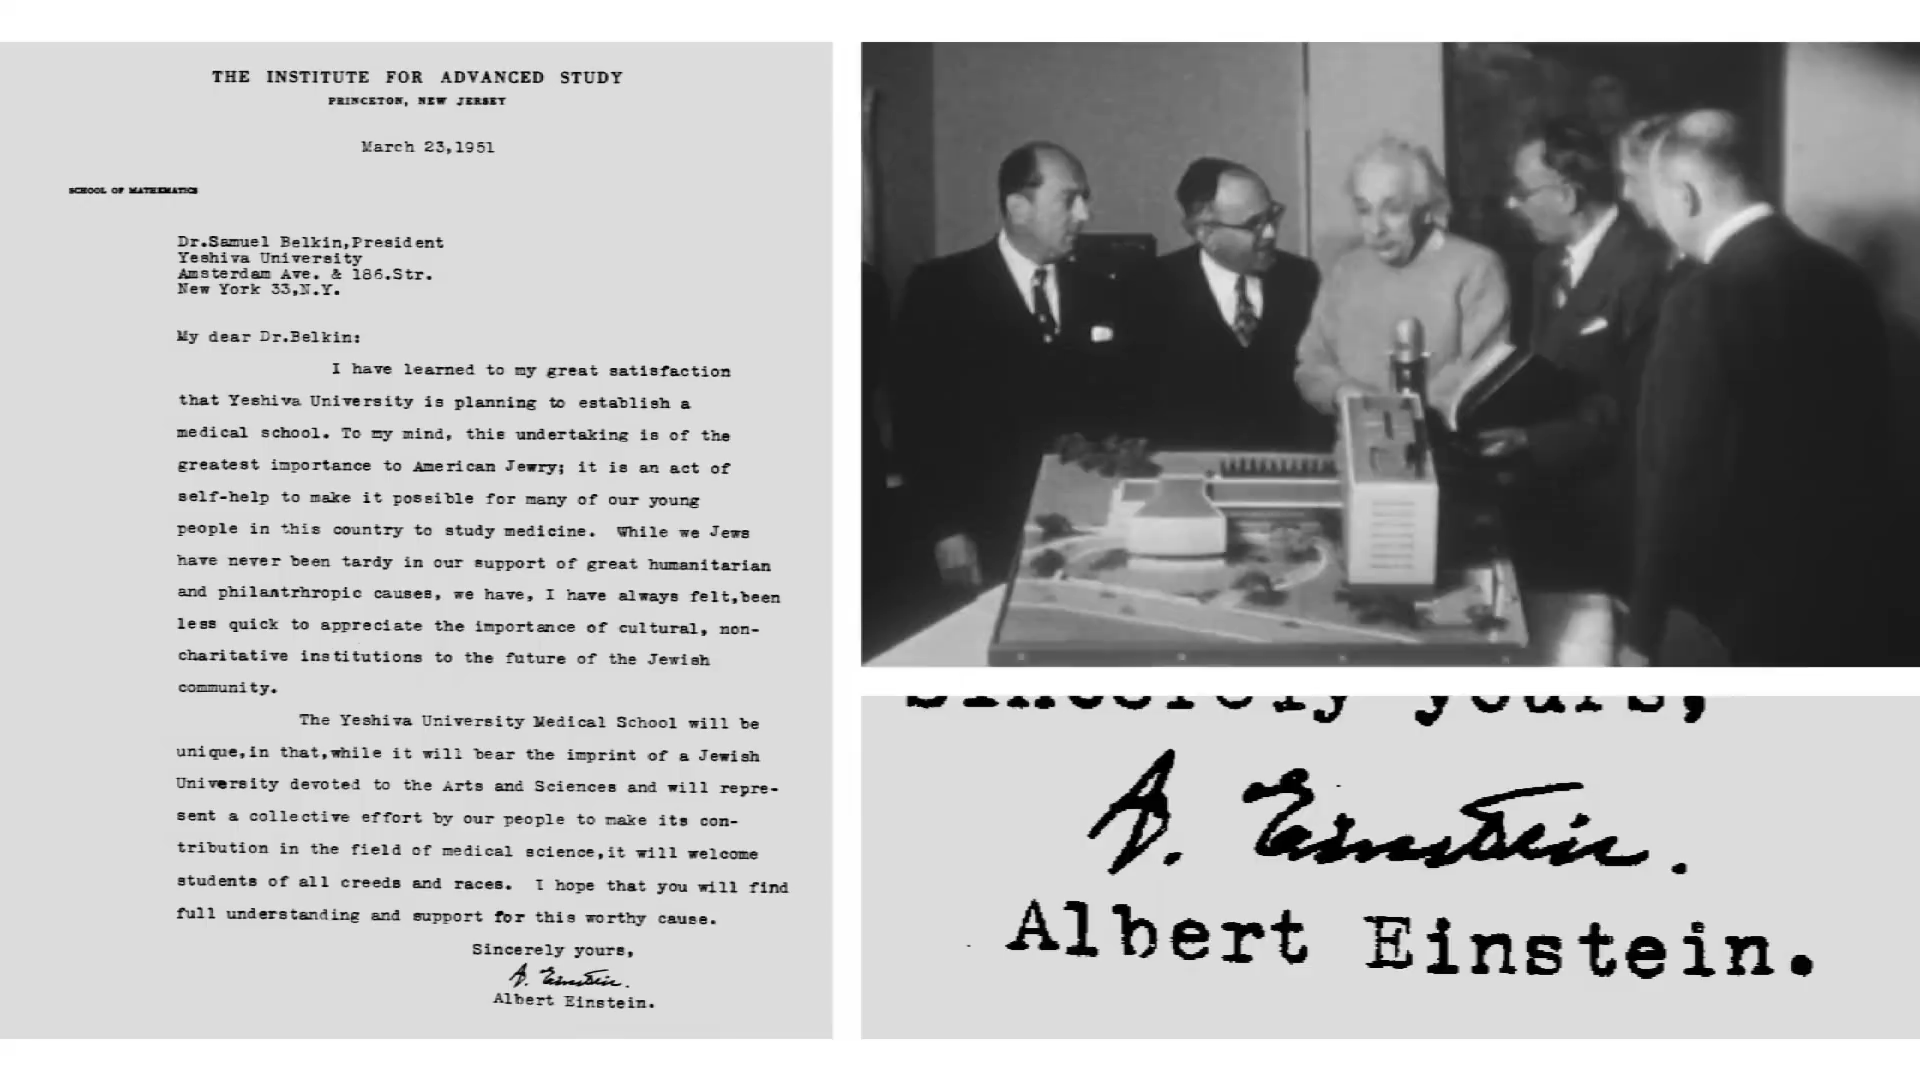 THE INSTITUTE FOR ADVANCED STUDY
PRINCETON, NEW JERSEY
March 23,1951
SCHOOL OF MATHEMATICS
Dr.Samuel Belkin,President
Yeshiva University
Amsterdam Ave. & 186.Str.
New York 33,N.Y.
My dear Dr.Belkin:
I have learned to my great satisfaction
that Yeshiva University is planning to establish a
medical school. To my mind, this undertaking is of the
greatest importance to American Jewry; it is an act of
self-help to make it possible for many of our young
people in this country to study medicine. While we Jews
have never been tardy in our support of great humanitarian
and philantrhropic causes, we have, I have always felt,been
less quick to appreciate the importance of cultural, non-
charitative institutions to the future of the Jewish
community.
The Yeshiva University Medical School will be
unique,in that,while it will bear the imprint of a Jewish
University devoted to the Arts and Sciences and will repre-
sent a collective effort by our people to make its con-
tribution in the field of medical science,it will welcome
students of all creeds and races. I hope that you will find
full understanding and support for this worthy cause.
Sincerely yours,
A. Einstein.
Albert Einstein.
Sincerely yours,
A. Einstein.
Albert Einstein.